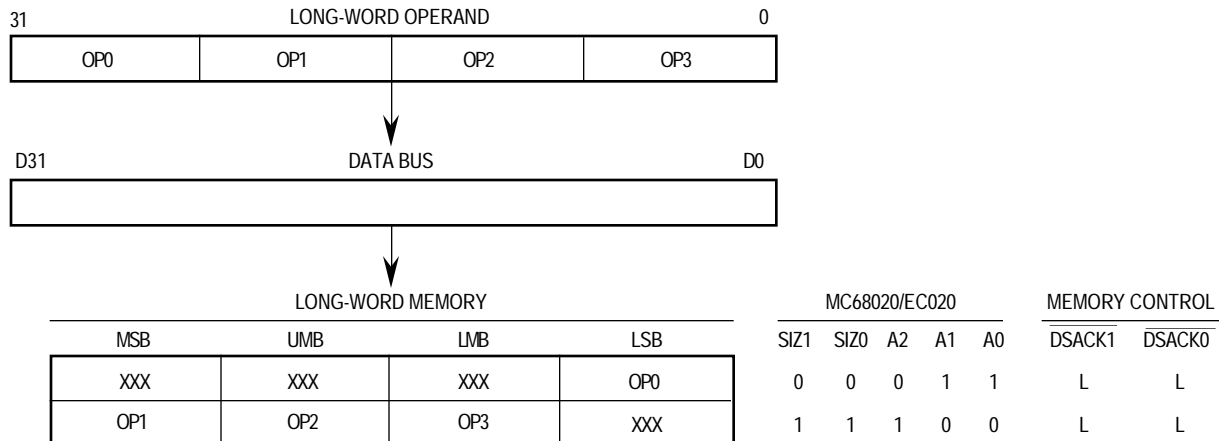 31 LONG-WORD OPERAND 0
OP0 OP1 OP2 OP3
D31 DATA BUS D0
LONG-WORD MEMORY MC68020/EC020 MEMORY CONTROL
MSB UMB LMB LSB SIZ1 SIZ0 A2 A1 A0 DSACK1 DSACK0
XXX XXX XXX OP0 0 0 0 1 1 L L
OP1 OP2 OP3 XXX 1 1 1 0 0 L L